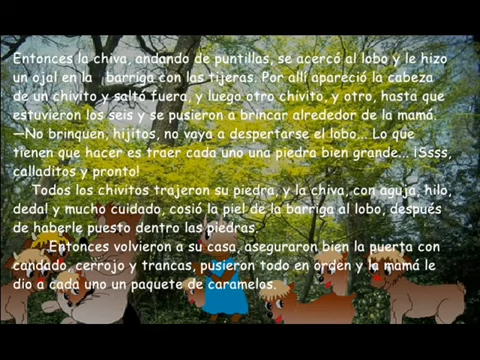 Entonces la chiva, andando de puntillas, se acercó al lobo y le hizo
un ojal en la barriga con las tijeras. Por allí apareció la cabeza
de un chivito y saltó fuera, y luego otro chivito, y otro, hasta que
estuvieron los seis y se pusieron a brincar alrededor de la mamá.
—No brinquen, hijitos, no vaya a despertarse el lobo... Lo que
tienen que hacer es traer cada uno una piedra bien grande... ¡Ssss,
calladitos y pronto!
Todos los chivitos trajeron su piedra, y la chiva, con aguja, hilo,
dedal y mucho cuidado, cosió la piel de la barriga al lobo, después
de haberle puesto dentro las piedras.
Entonces volvieron a su casa, aseguraron bien la puerta con
candado, cerrojo y trancas, pusieron todo en orden y la mamá le
dio a cada uno un paquete de caramelos.